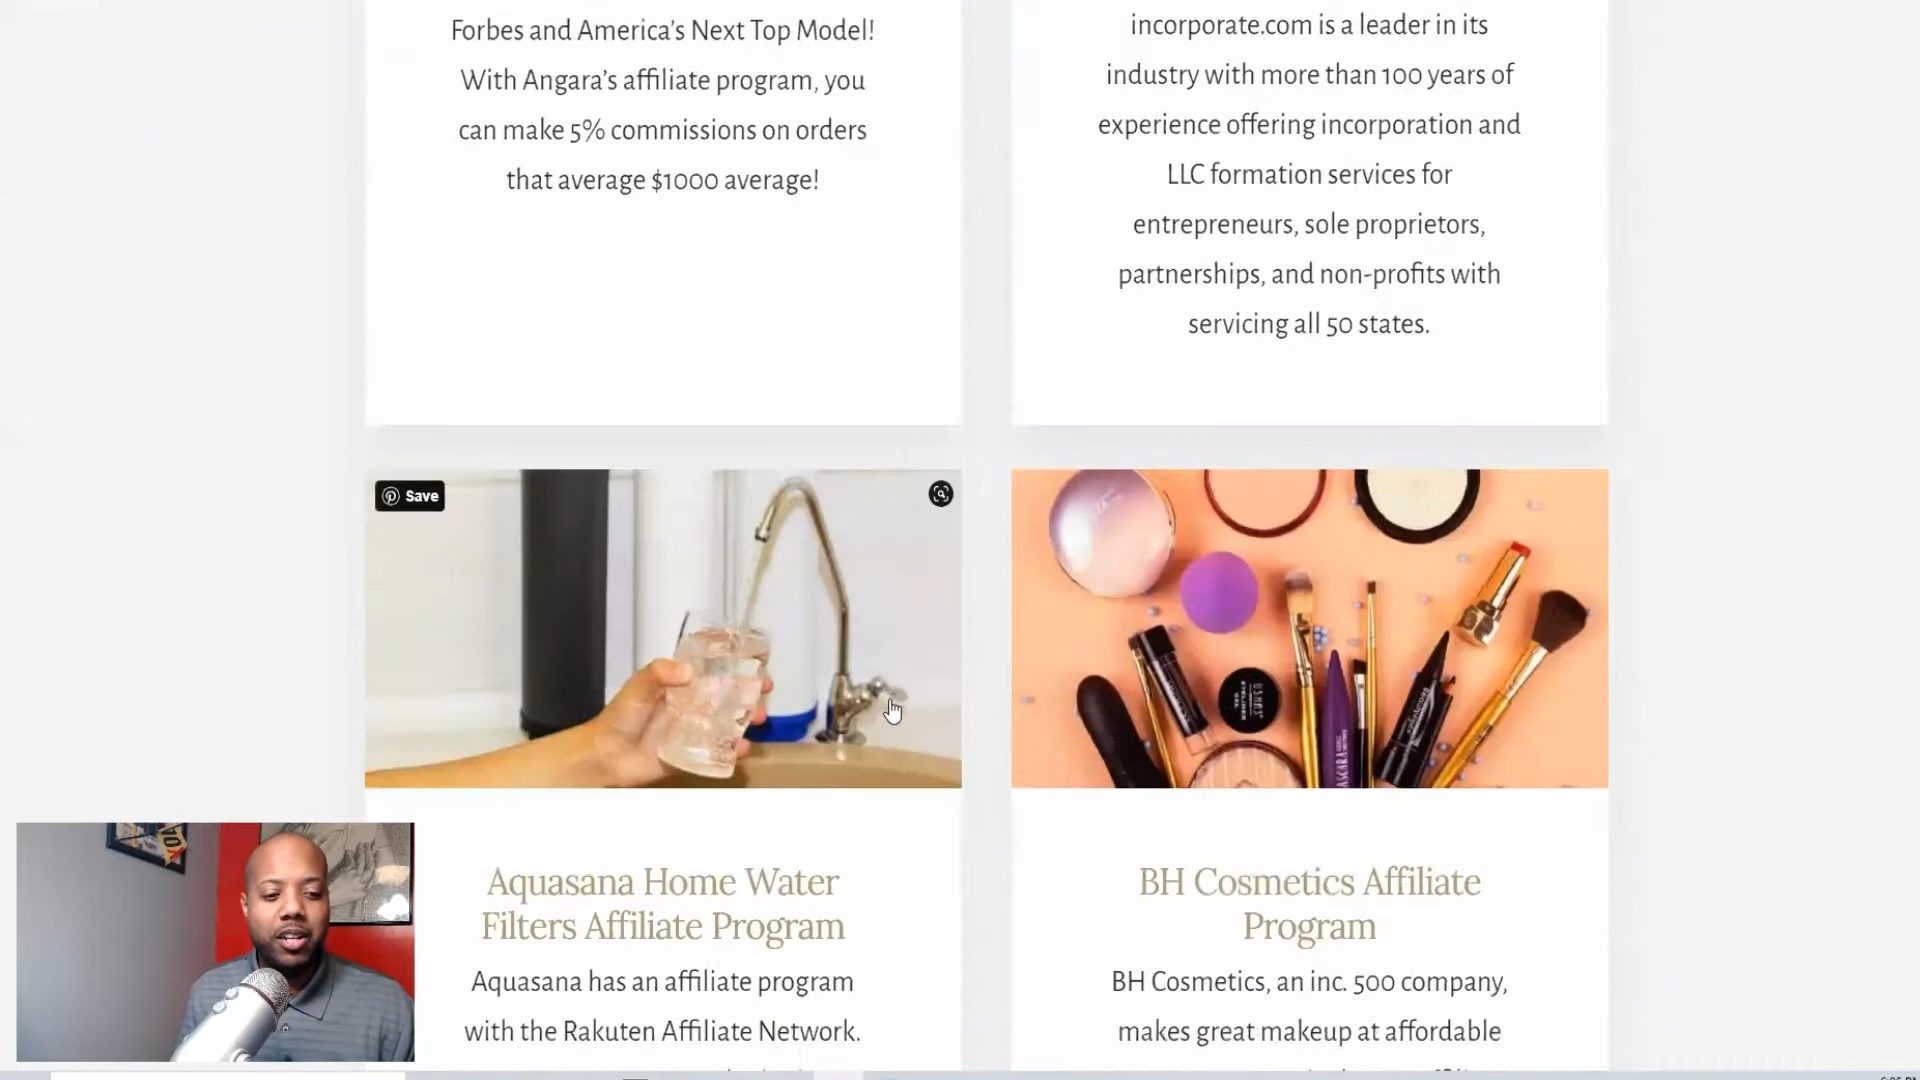 Forbes and America's Next Top Model!
With Angara's affiliate program, you
can make 5% commissions on orders
that average $1000 average!
incorporate.com is a leader in its
industry with more than 100 years of
experience offering incorporation and
LLC formation services for
entrepreneurs, sole proprietors,
partnerships, and non-profits with
servicing all 50 states.
Save
Aquasana Home Water
Filters Affiliate Program
Aquasana has an affiliate program
with the Rakuten Affiliate Network.
BH Cosmetics Affiliate
Program
BH Cosmetics, an inc. 500 company,
makes great makeup at affordable